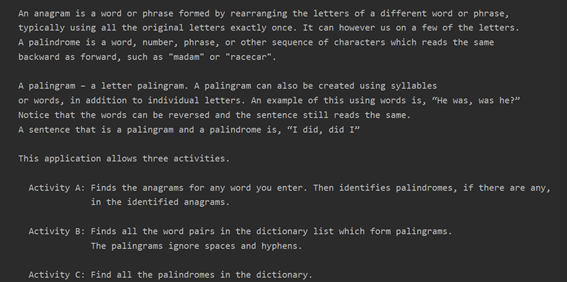 An anagram is a word or phrase formed by rearranging the letters of a different word or phrase,
typically using all the original letters exactly once. It can however us on a few of the letters.
A palindrome is a word, number, phrase, or other sequence of characters which reads the same
backward as forward, such as "madam" or "racecar".
A palingram – a letter palingram. A palingram can also be created using syllables
or words, in addition to individual letters. An example of this using words is, “He was, was he?”
Notice that the words can be reversed and the sentence still reads the same.
A sentence that is a palingram and a palindrome is, “I did, did I”
This application allows three activities.
Activity A: Finds the anagrams for any word you enter. Then identifies palindromes, if there are any,
in the identified anagrams.
Activity B: Finds all the word pairs in the dictionary list which form palingrams.
The palingrams ignore spaces and hyphens.
Activity C: Find all the palindromes in the dictionary.